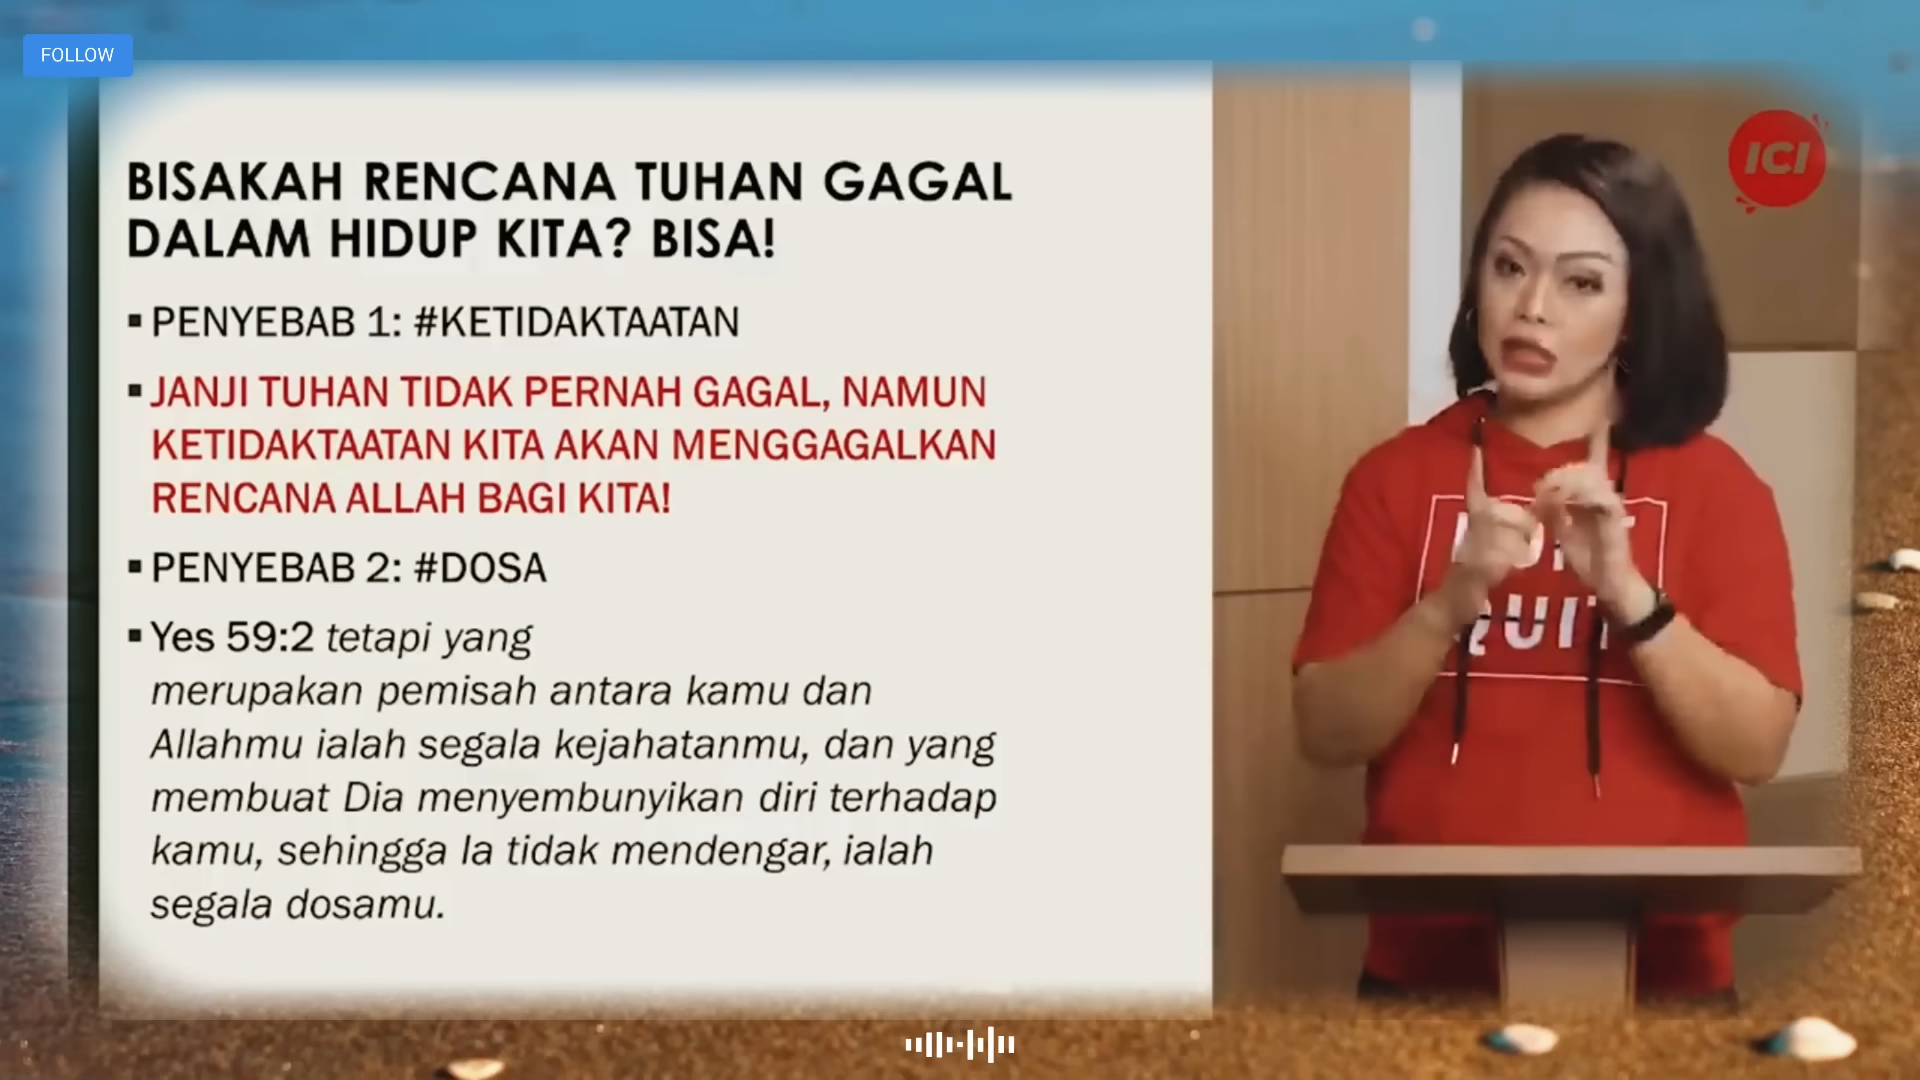 FOLLOW
BISAKAH RENCANA TUHAN GAGAL
DALAM HIDUP KITA? BISA!
▪ PENYEBAB 1: #KETIDAKTAATAN
▪ JANJI TUHAN TIDAK PERNAH GAGAL, NAMUN
KETIDAKTAATAN KITA AKAN MENGGAGALKAN
RENCANA ALLAH BAGI KITA!
▪ PENYEBAB 2: #DOSA
▪ Yes 59:2 tetapi yang
merupakan pemisah antara kamu dan
Allahmu ialah segala kejahatanmu, dan yang
membuat Dia menyembunyikan diri terhadap
kamu, sehingga Ia tidak mendengar, ialah
segala dosamu.
ICI
QUIT